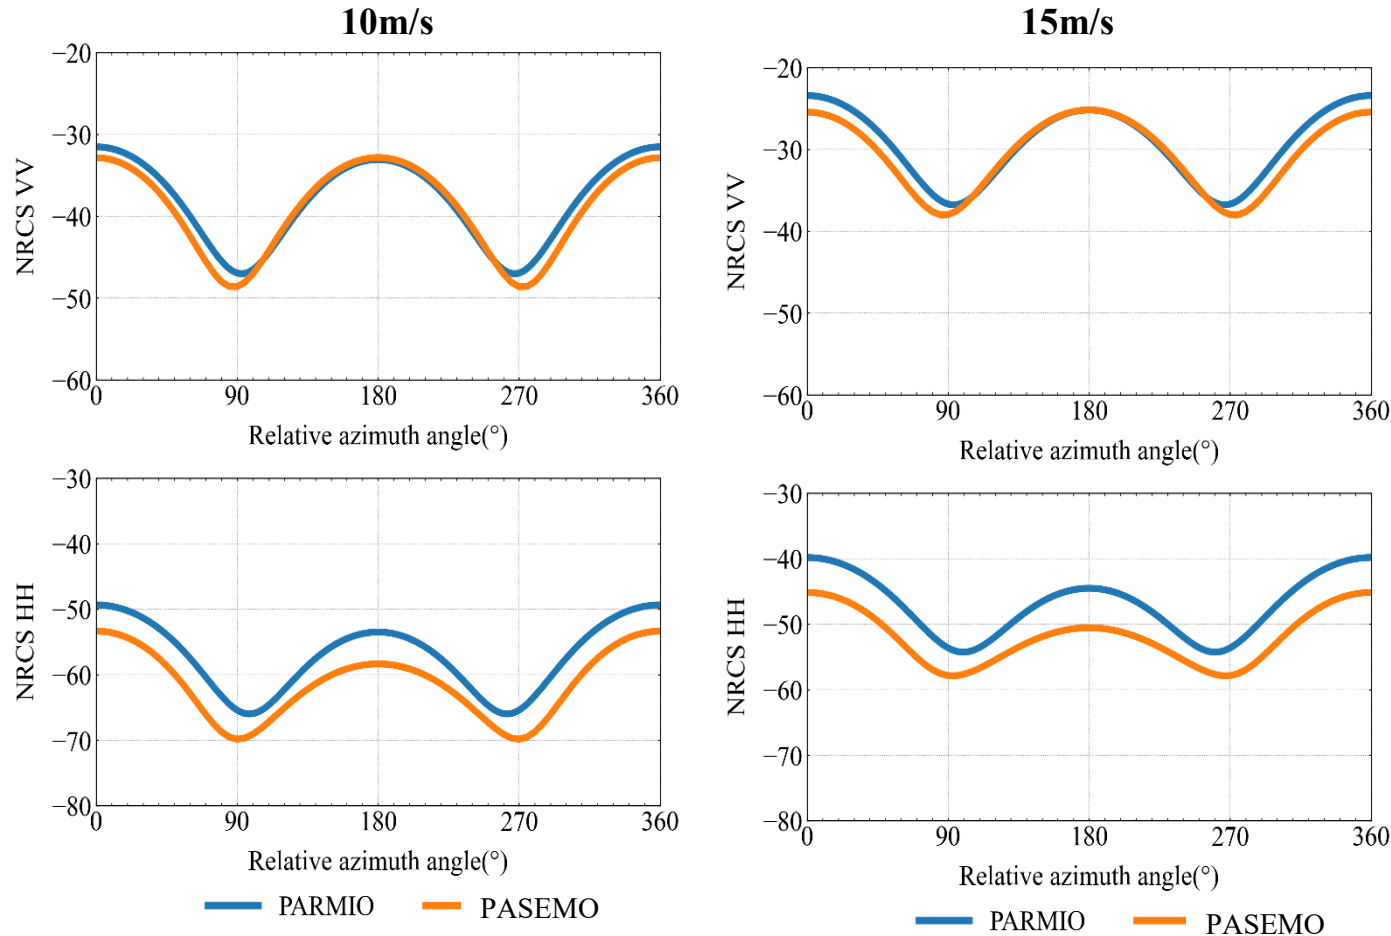 10m/s
−20
−30
−40
−50
−60
NRCS VV
0 90 180 270 360
Relative azimuth angle(°)
15m/s
−20
−30
−40
−50
−60
NRCS VV
0 90 180 270 360
Relative azimuth angle(°)
−30
−40
−50
−60
−70
−80
NRCS HH
0 90 180 270 360
Relative azimuth angle(°)
PARMIO PASEMO
−30
−40
−50
−60
−70
−80
NRCS HH
0 90 180 270 360
Relative azimuth angle(°)
PARMIO PASEMO